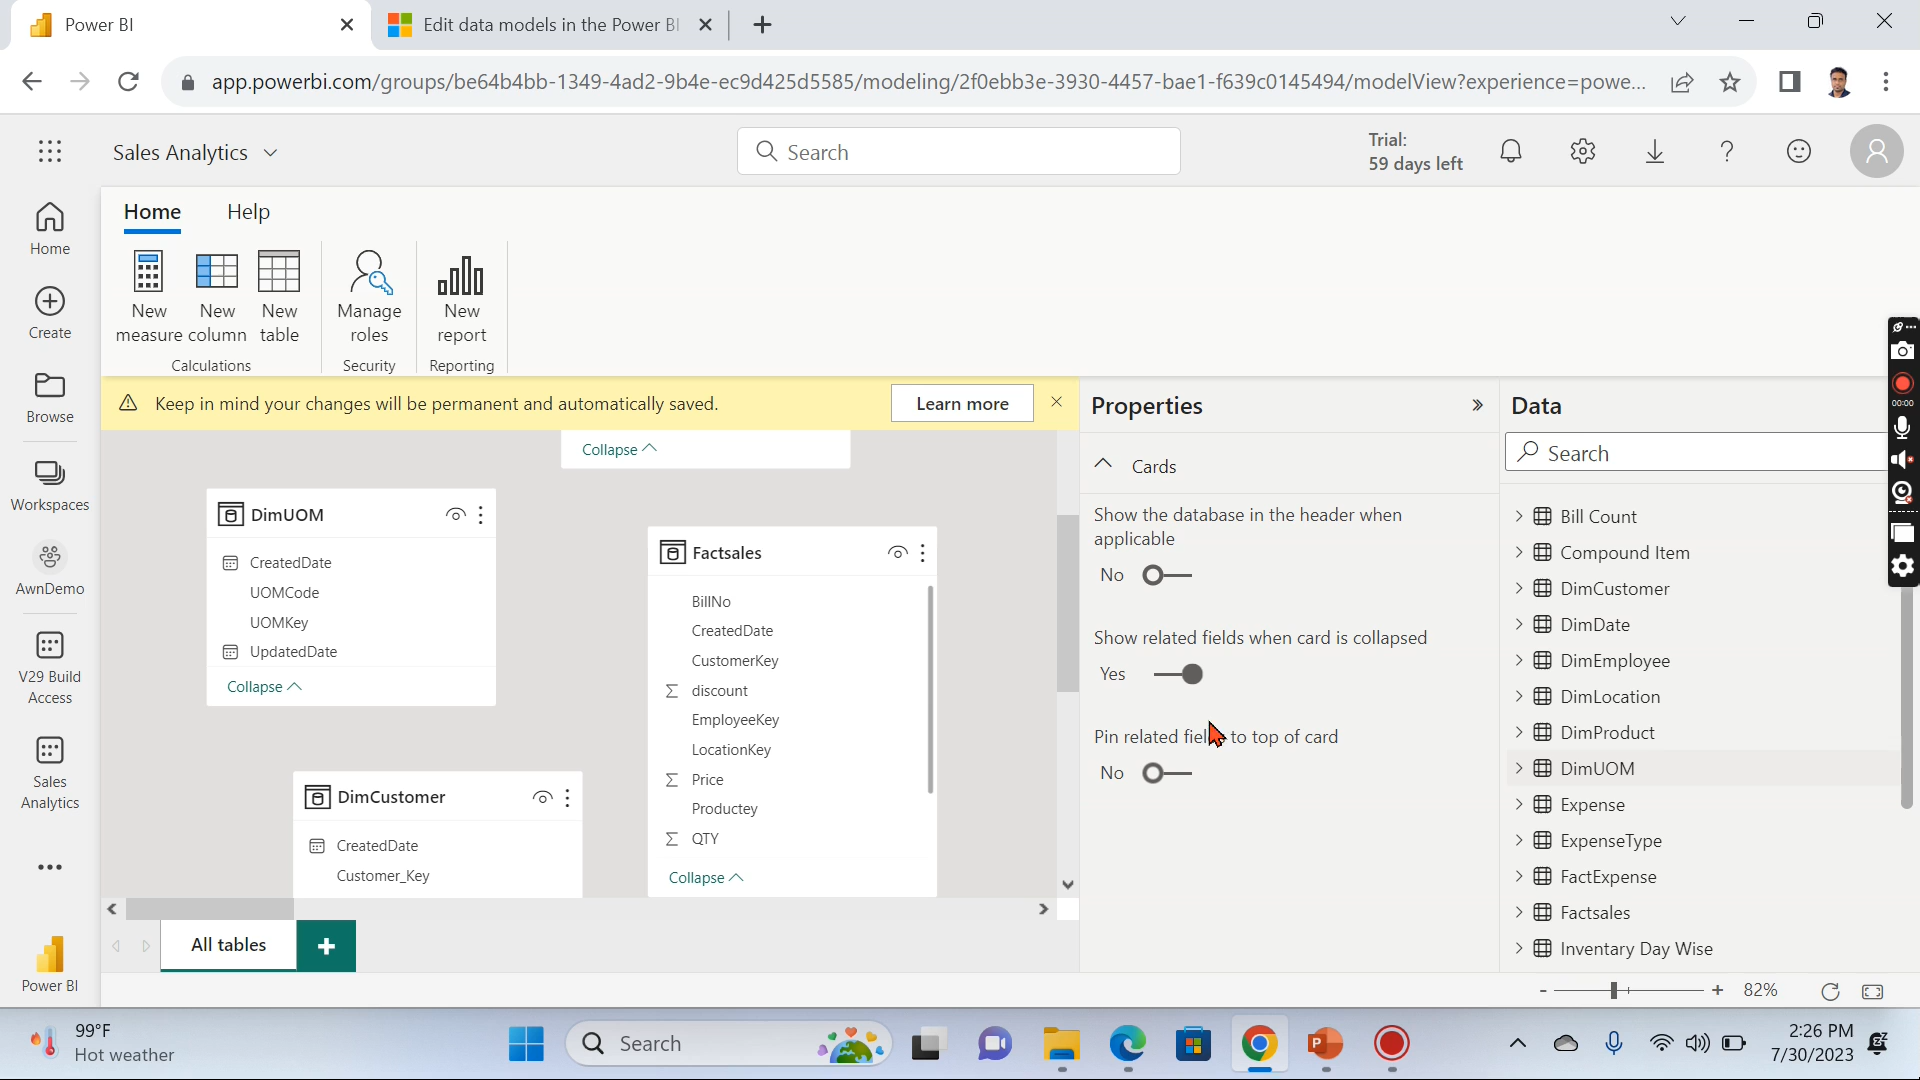 Power BI
Edit data models in the Power BI
app.powerbi.com/groups/be64b4bb-1349-4ad2-9b4e-ec9d425d5585/modeling/2f0ebb3e-3930-4457-bae1-f639c0145494/modelView?experience=powe...
Sales Analytics
Search
Trial:
59 days left
Home
Help
New
measure
New
column
New
table
Manage
roles
New
report
Calculations
Security
Reporting
Home
Create
Browse
Workspaces
AwnDemo
V29 Build
Access
Sales
Analytics
Power BI
Keep in mind your changes will be permanent and automatically saved.
Learn more
Collapse
DimUOM
CreatedDate
UOMCode
UOMKey
UpdatedDate
Collapse
Factsales
BillNo
CreatedDate
CustomerKey
discount
EmployeeKey
LocationKey
Price
Productey
QTY
Collapse
DimCustomer
CreatedDate
Customer_Key
All tables
Properties
Cards
Show the database in the header when
applicable
No
Show related fields when card is collapsed
Yes
Pin related fields to top of card
No
Data
Search
Bill Count
Compound Item
DimCustomer
DimDate
DimEmployee
DimLocation
DimProduct
DimUOM
Expense
ExpenseType
FactExpense
Factsales
Inventory Day Wise
00:00
82%
99°F
Hot weather
Search
2:26 PM
7/30/2023